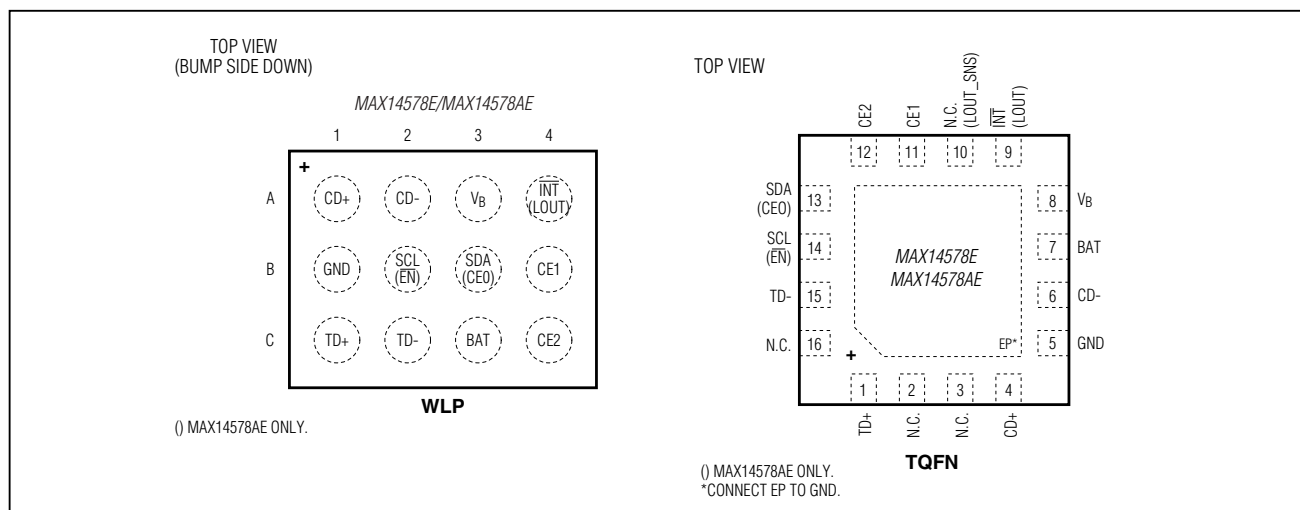 TOP VIEW
(BUMP SIDE DOWN)
MAX14578E/MAX14578AE
1 2 3 4
A CD+ CD- VB INT
(LOUT)
B GND SCL
(EN) SDA
(CE0) CE1
C TD+ TD- BAT CE2
WLP
() MAX14578AE ONLY.
TOP VIEW
CE2
CE1
N.C.
(LOUT_SNS)
INT
(LOUT)
12 11 10 9
SDA
(CE0)
13
SCL
(EN)
14
TD- 15
N.C. 16
MAX14578E
MAX14578AE
EP*
8 VB
7 BAT
6 CD-
5 GND
+
+
1 2 3 4
TD+
N.C.
N.C.
CD+
TQFN
() MAX14578AE ONLY.
*CONNECT EP TO GND.